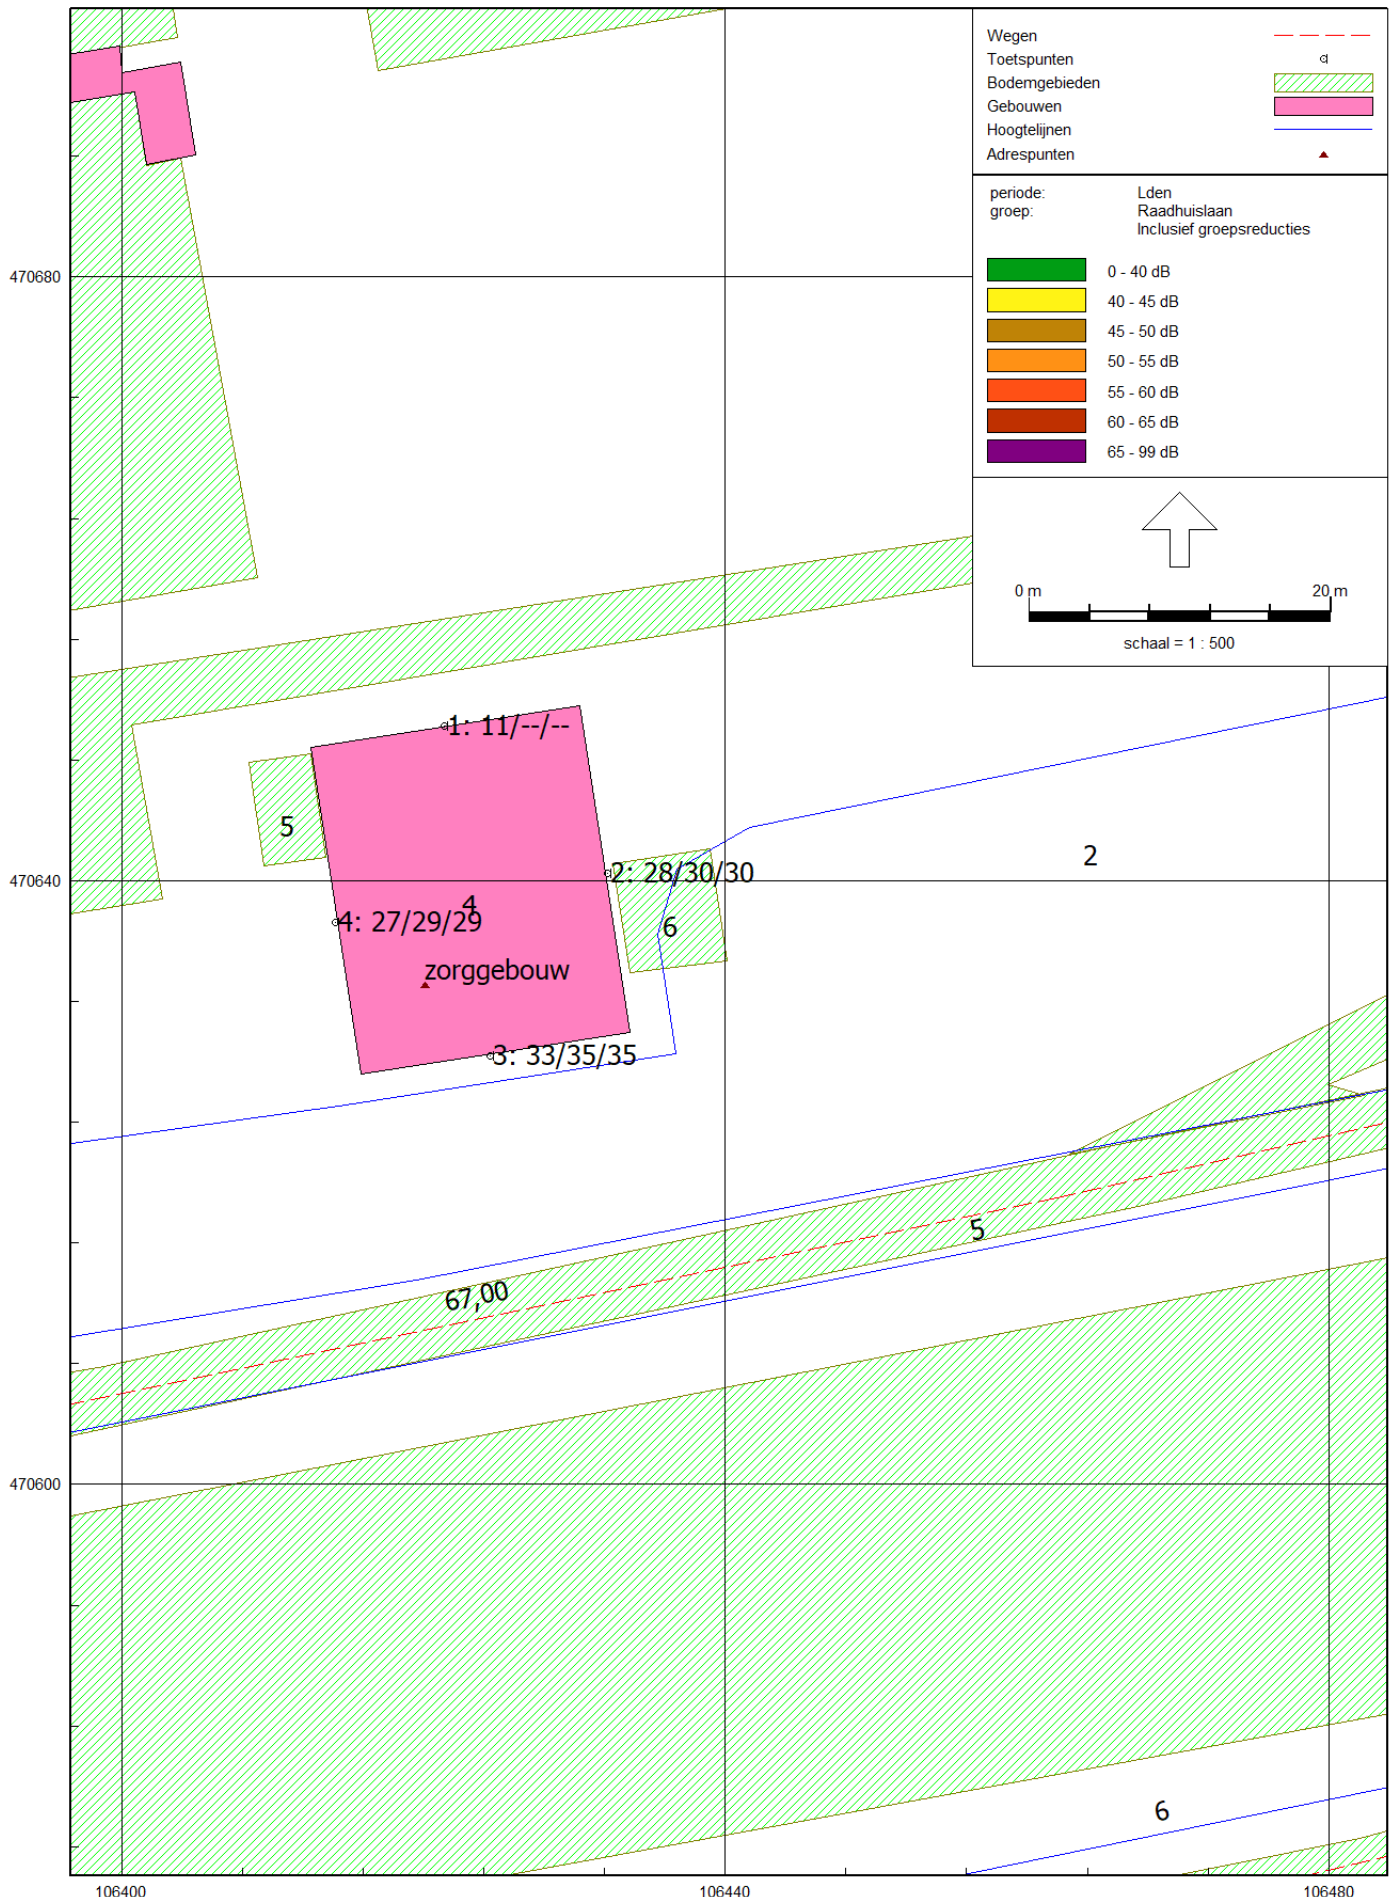 Wegen
Toetspunten
Bodemgebieden
Gebouwen
Hoogtelijnen
Adrespunten
periode: Lden
groep: Raadhuislaan
Inclusief groepsreducties
0 - 40 dB
40 - 45 dB
45 - 50 dB
50 - 55 dB
55 - 60 dB
60 - 65 dB
65 - 99 dB
0 m 20 m
schaal = 1 : 500
470680
1: 11/--/--
5
2
470640
2: 28/30/30
4
4: 27/29/29
6
zorggebouw
3: 33/35/35
5
67,00
470600
6
106400 106440 106480